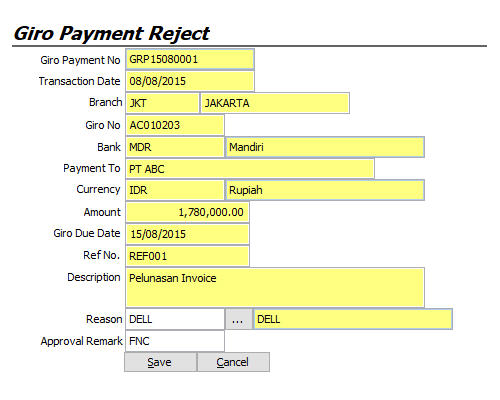 Giro Payment Reject
Giro Payment No GRP15080001
Transaction Date 08/08/2015
Branch JKT JAKARTA
Giro No AC010203
Bank MDR Mandiri
Payment To PT ABC
Currency IDR Rupiah
Amount 1,780,000.00
Giro Due Date 15/08/2015
Ref No. REF001
Description Pelunasan Invoice
Reason DELL ... DELL
Approval Remark FNC
Save Cancel